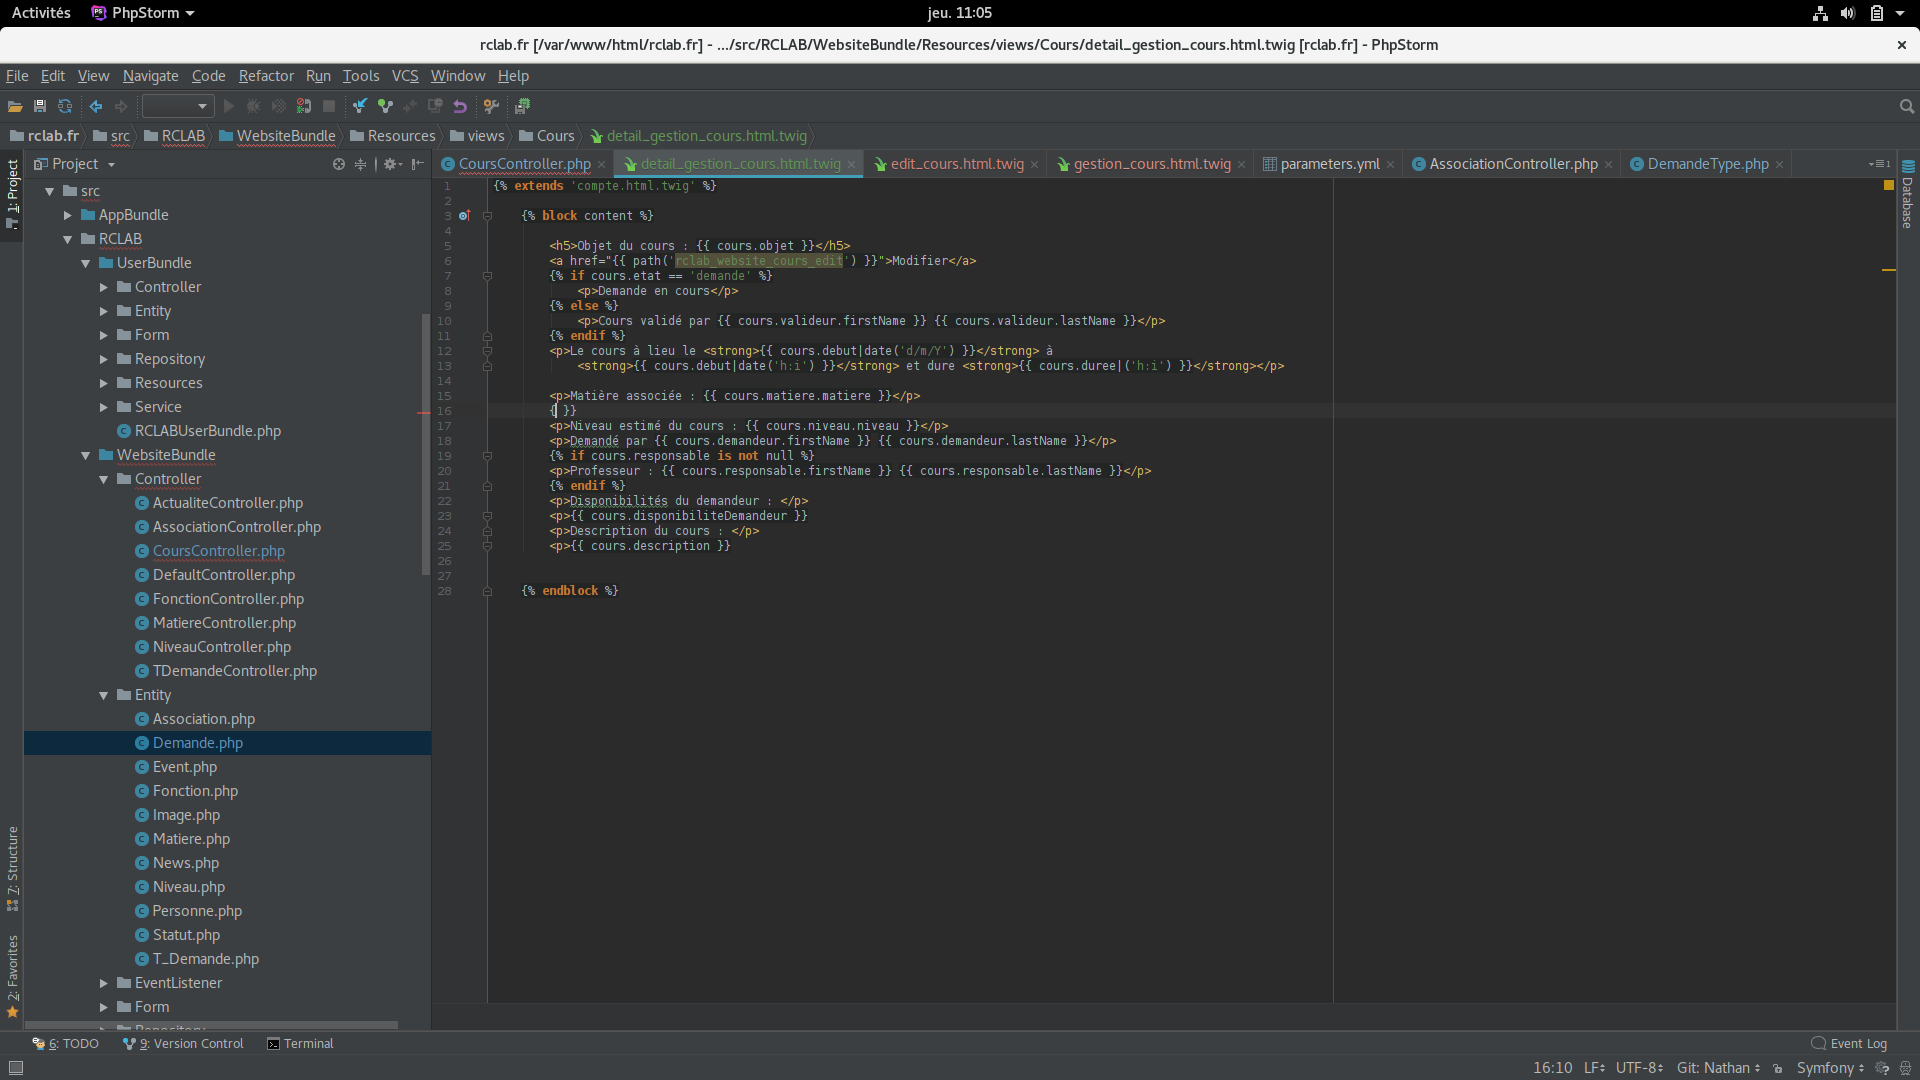 Activités PhpStorm jeu. 11:05
rclab.fr [/var/www/html/rclab.fr] - .../src/RCLAB/WebsiteBundle/Resources/views/Cours/detail_gestion_cours.html.twig [rclab.fr] - PhpStorm
File Edit View Navigate Code Refactor Run Tools VCS Window Help
rclab.fr src RCLAB WebsiteBundle Resources views Cours detail_gestion_cours.html.twig
1: Project
7: Structure
2: Favorites
Project
src
AppBundle
RCLAB
UserBundle
Controller
Entity
Form
Repository
Resources
Service
RCLABUserBundle.php
WebsiteBundle
Controller
ActualiteController.php
AssociationController.php
CoursController.php
DefaultController.php
FonctionController.php
MatiereController.php
NiveauController.php
TDemandeController.php
Entity
Association.php
Demande.php
Event.php
Fonction.php
Image.php
Matiere.php
News.php
Niveau.php
Personne.php
Statut.php
T_Demande.php
EventListener
Form
Repository
CoursController.php detail_gestion_cours.html.twig edit_cours.html.twig gestion_cours.html.twig parameters.yml AssociationController.php DemandeType.php 1
1 {% extends 'compte.html.twig' %}
2
3 {% block content %}
4
5 <h5>Objet du cours : {{ cours.objet }}</h5>
6 <a href="{{ path('rclab_website_cours_edit') }}">Modifier</a>
7 {% if cours.etat == 'demande' %}
8 <p>Demande en cours</p>
9 {% else %}
10 <p>Cours validé par {{ cours.valideur.firstName }} {{ cours.valideur.lastName }}</p>
11 {% endif %}
12 <p>Le cours à lieu le <strong>{{ cours.debut|date('d/m/Y') }}</strong> à
13 <strong>{{ cours.debut|date('h:i') }}</strong> et dure <strong>{{ cours.duree|('h:i') }}</strong></p>
14
15 <p>Matière associée : {{ cours.matiere.matiere }}</p>
16 { }}
17 <p>Niveau estimé du cours : {{ cours.niveau.niveau }}</p>
18 <p>Demandé par {{ cours.demandeur.firstName }} {{ cours.demandeur.lastName }}</p>
19 {% if cours.responsable is not null %}
20 <p>Professeur : {{ cours.responsable.firstName }} {{ cours.responsable.lastName }}</p>
21 {% endif %}
22 <p>Disponibilités du demandeur : </p>
23 <p>{{ cours.disponibiliteDemandeur }}
24 <p>Description du cours : </p>
25 <p>{{ cours.description }}
26
27
28 {% endblock %}
Database
6: TODO 9: Version Control Terminal Event Log
16:10 LF UTF-8 Git: Nathan Symfony